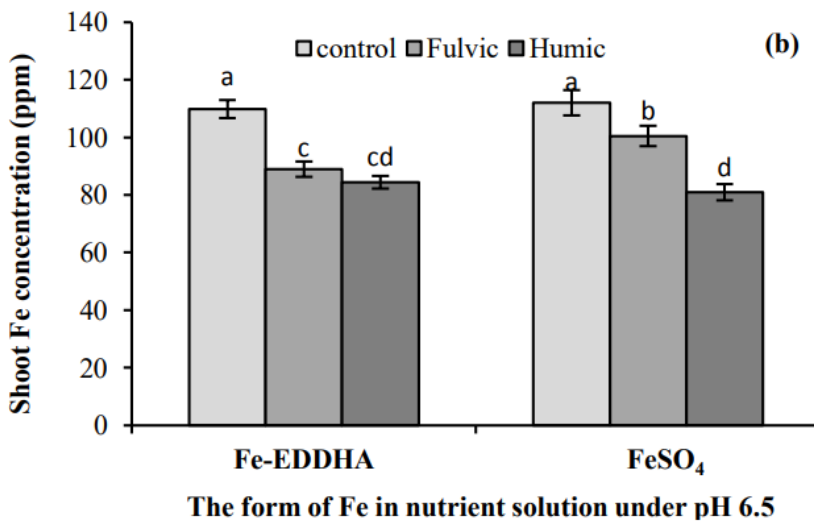 140
120
100
80
60
40
20
0
Shoot Fe concentration (ppm)
control Fulvic Humic
(b)
a
c
cd
a
b
d
Fe-EDDHA
FeSO₄
The form of Fe in nutrient solution under pH 6.5